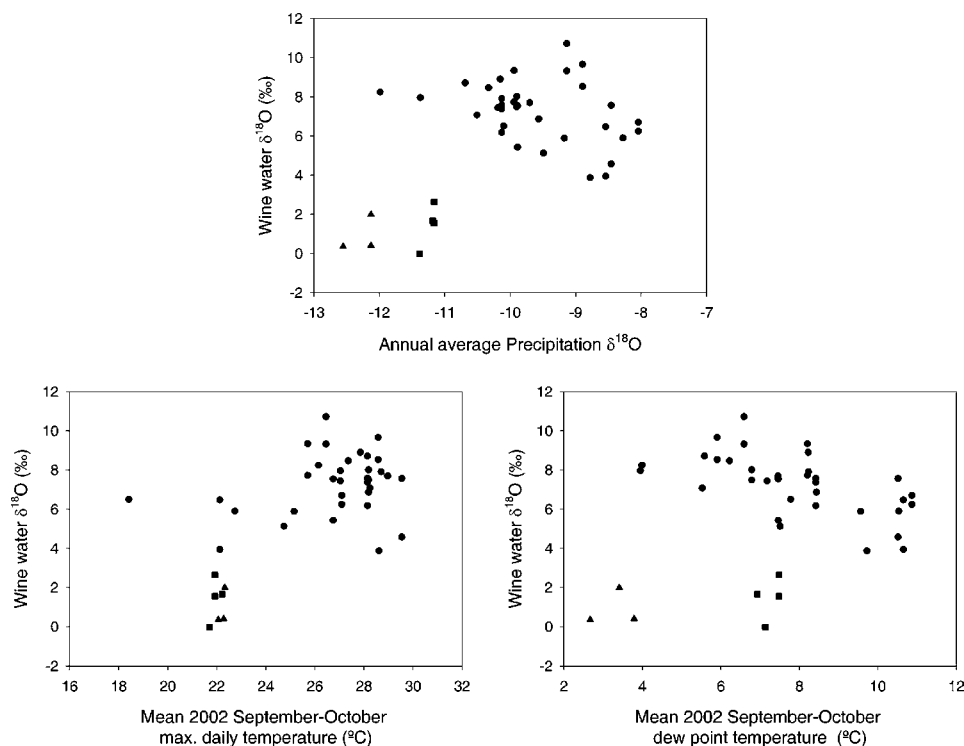 12
10
8
6
4
2
0
-2
Wine water δ¹⁸O (‰)
-13 -12 -11 -10 -9 -8 -7
Annual average Precipitation δ¹⁸O
12
10
8
6
4
2
0
-2
Wine water δ¹⁸O (‰)
16 18 20 22 24 26 28 30 32
Mean 2002 September-October
max. daily temperature (ºC)
12
10
8
6
4
2
0
-2
Wine water δ¹⁸O (‰)
2 4 6 8 10 12
Mean 2002 September-October
dew point temperature (ºC)